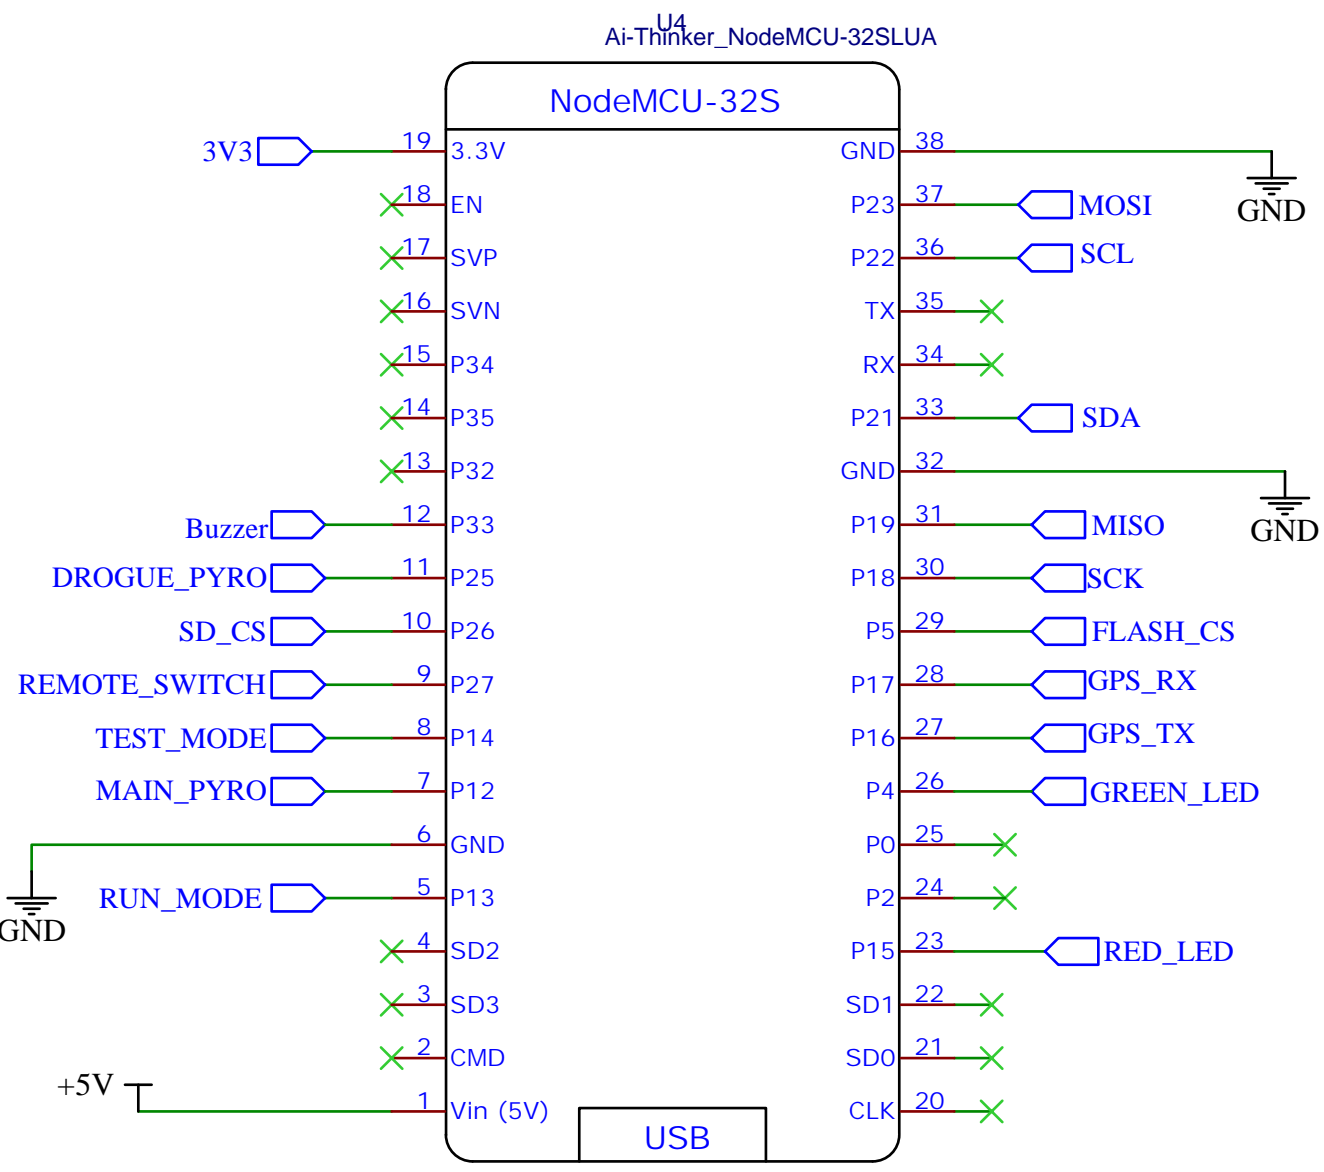 U4
Ai-Thinker_NodeMCU-32SLUA
NodeMCU-32S
3V3 19 3.3V GND 38 GND
18 EN P23 37 MOSI
17 SVP P22 36 SCL
16 SVN TX 35
15 P34 RX 34
14 P35 P21 33 SDA
13 P32 GND 32 GND
Buzzer 12 P33 P19 31 MISO
DROGUE_PYRO 11 P25 P18 30 SCK
SD_CS 10 P26 P5 29 FLASH_CS
REMOTE_SWITCH 9 P27 P17 28 GPS_RX
TEST_MODE 8 P14 P16 27 GPS_TX
MAIN_PYRO 7 P12 P4 26 GREEN_LED
GND 6 GND P0 25
RUN_MODE 5 P13 P2 24
4 SD2 P15 23 RED_LED
3 SD3 SD1 22
2 CMD SD0 21
+5V 1 Vin (5V) CLK 20
USB